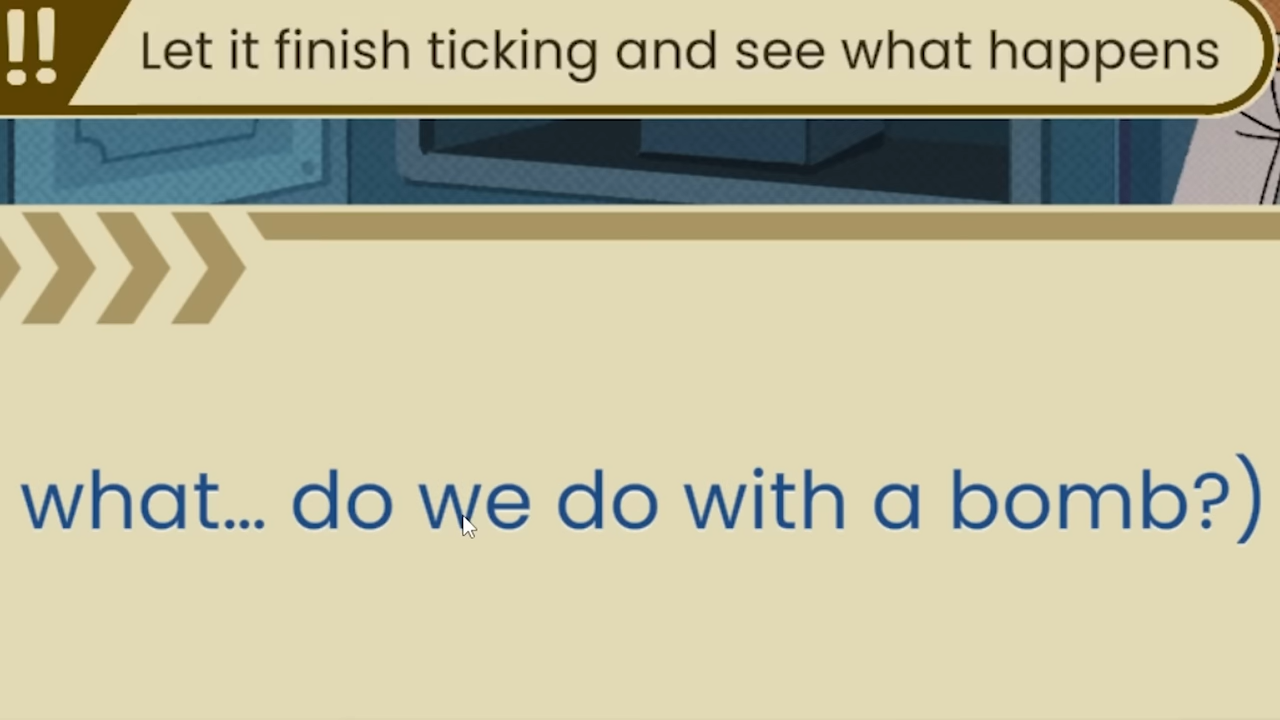 !! Let it finish ticking and see what happens
what... do we do with a bomb?)